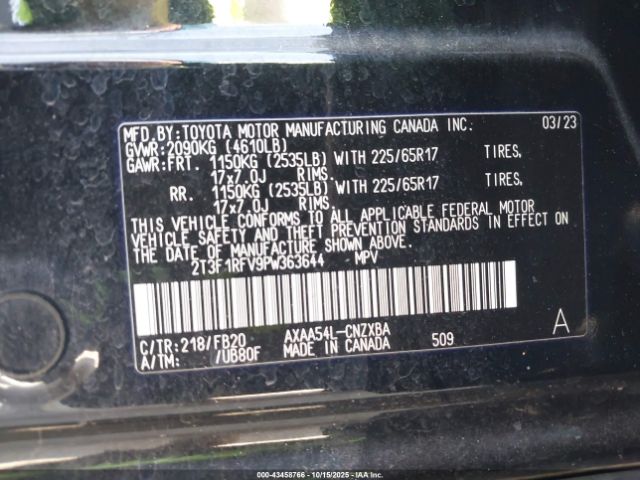 MFD.BY:TOYOTA MOTOR MANUFACTURING CANADA INC. 03/23
GVWR:2090KG (4610LB)
GAWR:FRT. 1150KG (2535LB) WITH 225/65R17 TIRES,
17x7.0J RIMS.
RR. 1150KG (2535LB) WITH 225/65R17 TIRES,
17x7.0J RIMS.
THIS VEHICLE CONFORMS TO ALL APPLICABLE FEDERAL MOTOR
VEHICLE SAFETY AND THEFT PREVENTION STANDARDS IN EFFECT ON
THE DATE OF MANUFACTURE SHOWN ABOVE.
2T3F1RFV9PW363644 MPV
C/TR:218/FB20 AXAA54L-CNZXBA 509 A
A/TM: /UB80F MADE IN CANADA
000-43458766 - 10/15/2025 - IAAI.COM